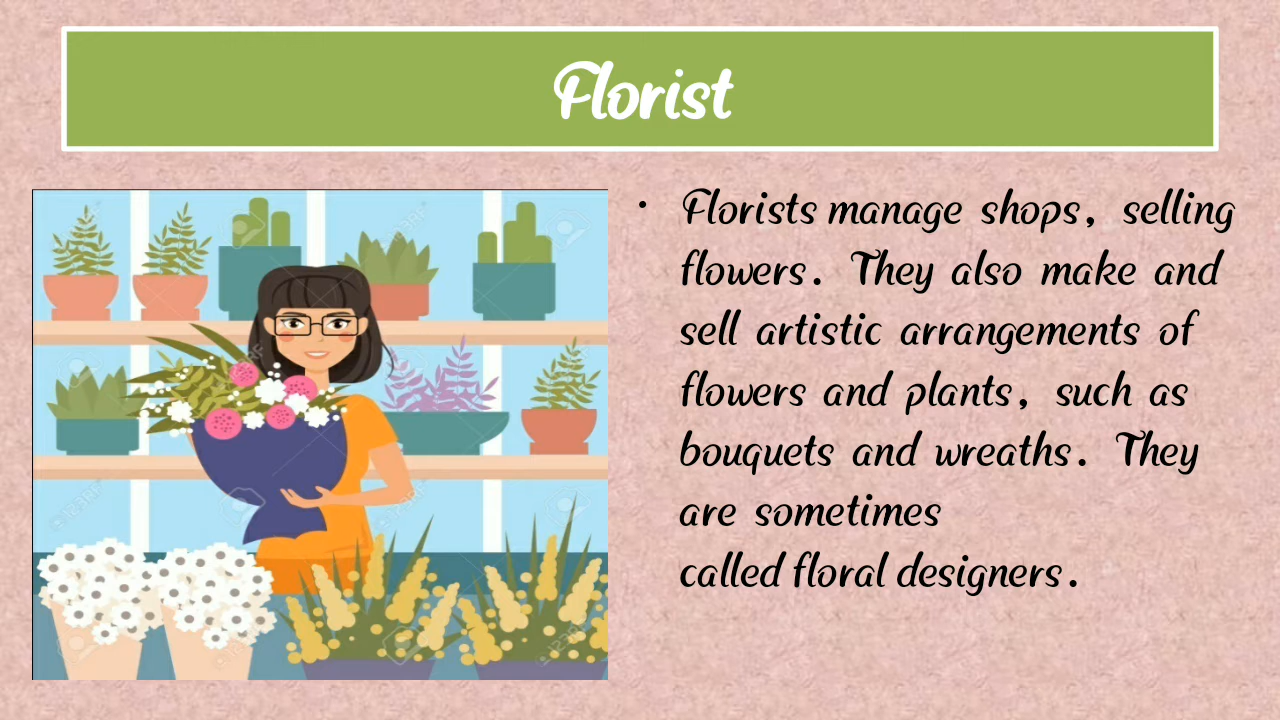 Florist
• Florists manage shops, selling
flowers. They also make and
sell artistic arrangements of
flowers and plants, such as
bouquets and wreaths. They
are sometimes
called floral designers.